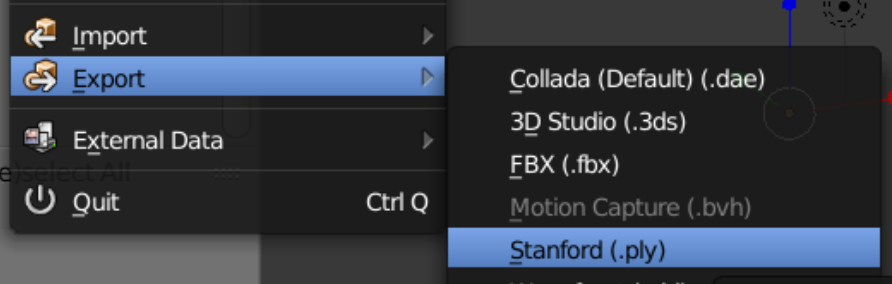 Import
Export
External Data
e)select All
Quit Ctrl Q
Collada (Default) (.dae)
3D Studio (.3ds)
FBX (.fbx)
Motion Capture (.bvh)
Stanford (.ply)